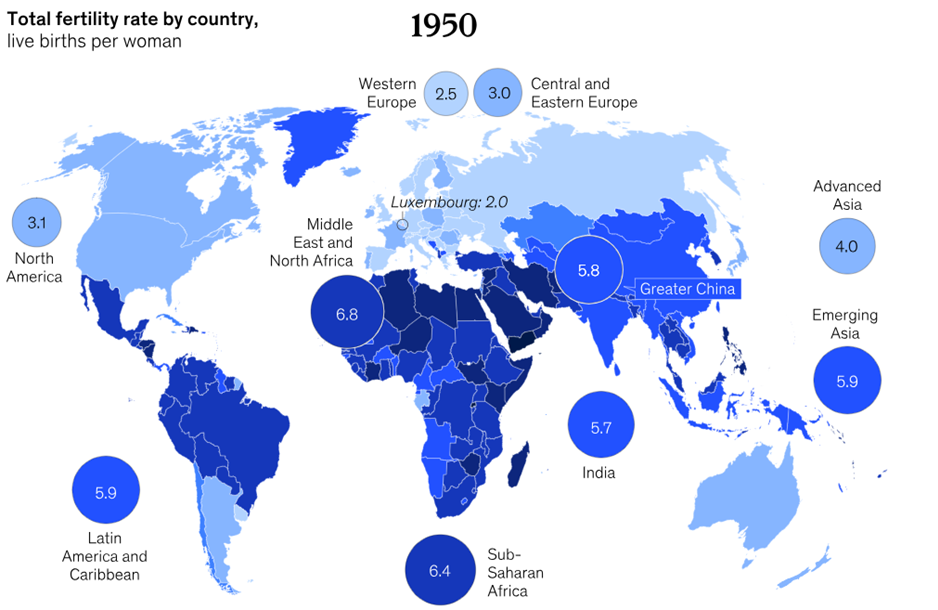 Total fertility rate by country,
live births per woman
1950
Western
Europe
2.5
3.0
Central and
Eastern Europe
Luxembourg: 2.0
3.1
North
America
Middle
East and
North Africa
6.8
5.8
Greater China
Advanced
Asia
4.0
Emerging
Asia
5.9
5.7
India
5.9
Latin
America and
Caribbean
6.4
Sub-
Saharan
Africa